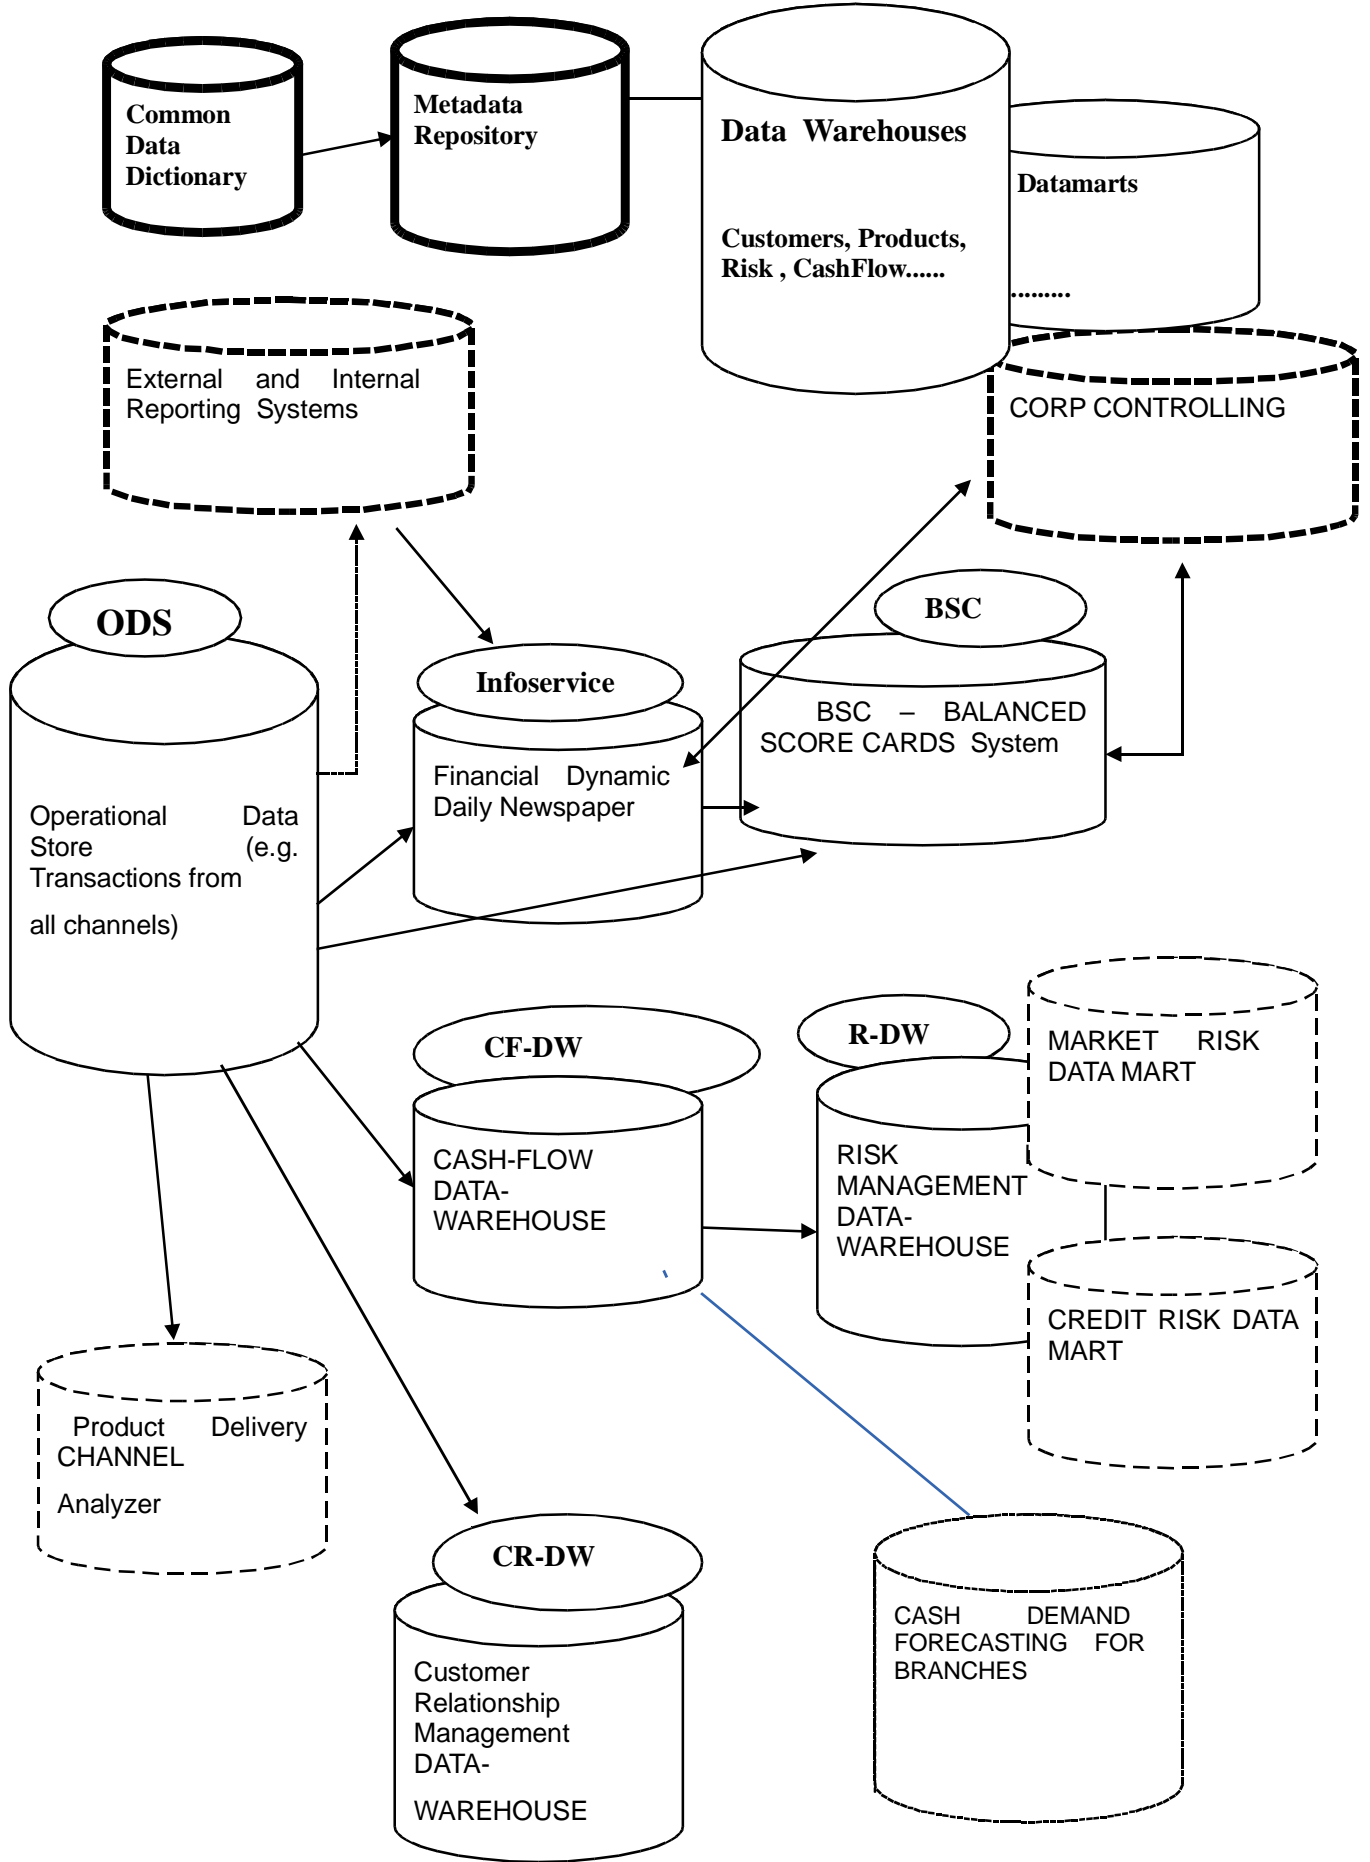 Common
Data
Dictionary
Metadata
Repository
Data Warehouses
Customers, Products,
Risk , CashFlow......
Datamarts
.........
External and Internal
Reporting Systems
CORP CONTROLLING
ODS
Operational Data
Store (e.g.
Transactions from
all channels)
Infoservice
Financial Dynamic
Daily Newspaper
BSC
BSC – BALANCED
SCORE CARDS System
CF-DW
CASH-FLOW
DATA-
WAREHOUSE
R-DW
RISK
MANAGEMENT
DATA-
WAREHOUSE
MARKET RISK
DATA MART
CREDIT RISK DATA
MART
Product Delivery
CHANNEL
Analyzer
CR-DW
Customer
Relationship
Management
DATA-
WAREHOUSE
CASH DEMAND
FORECASTING FOR
BRANCHES